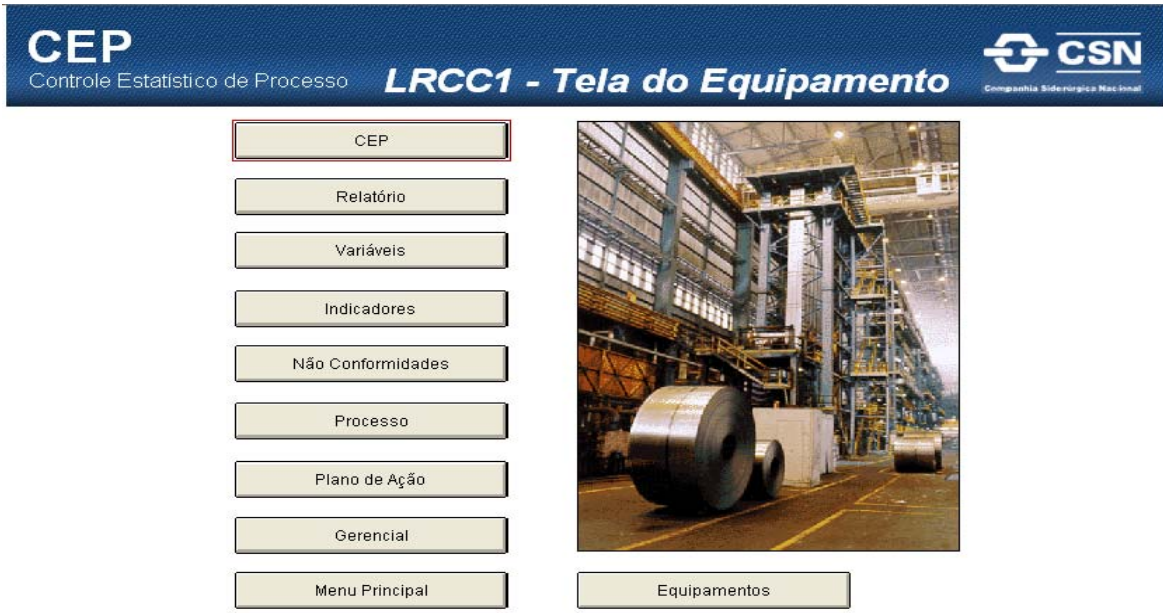 CEP
Controle Estatístico de Processo
LRCC1 - Tela do Equipamento
CSN
Companhia Siderúrgica Nacional
CEP
Relatório
Variáveis
Indicadores
Não Conformidades
Processo
Plano de Ação
Gerencial
Menu Principal
Equipamentos